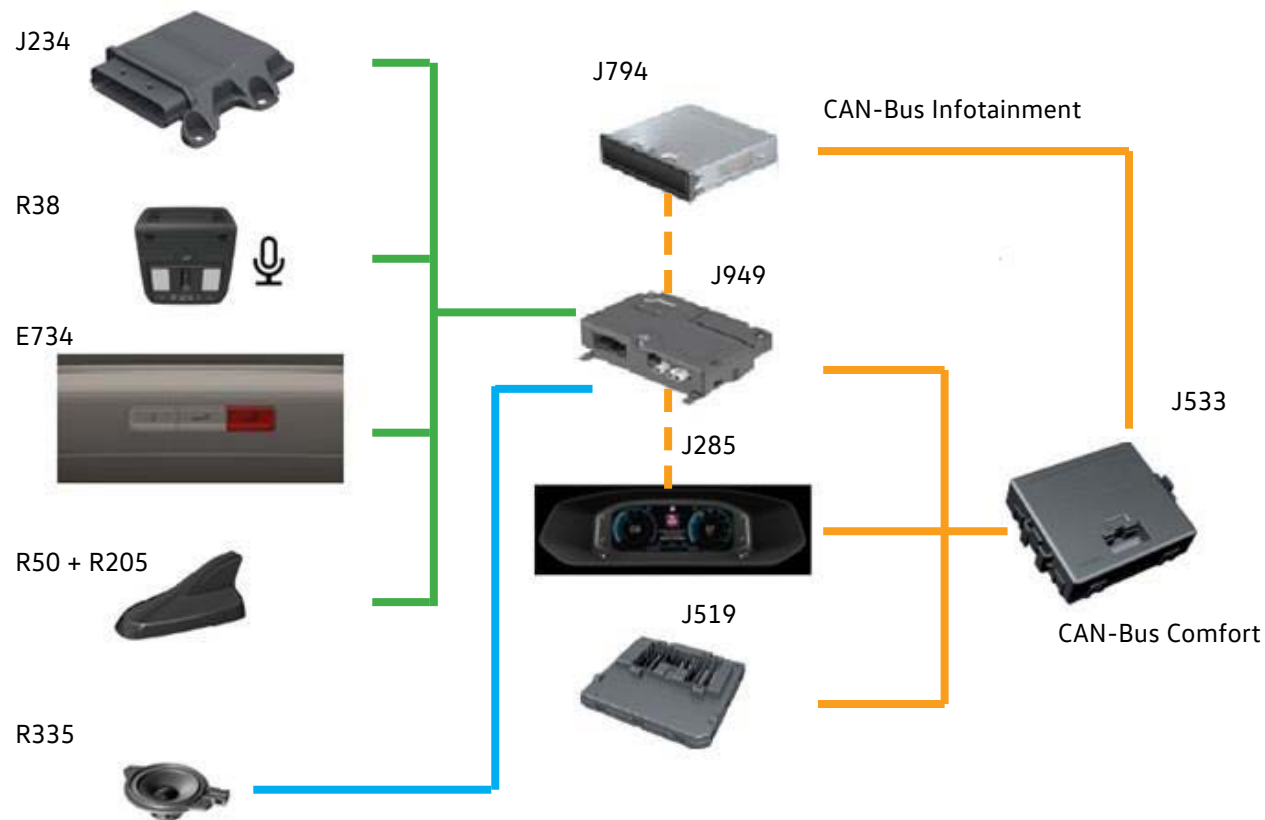 J234
J794
CAN-Bus Infotainment
R38
J949
E734
J533
J285
R50 + R205
J519
CAN-Bus Comfort
R335